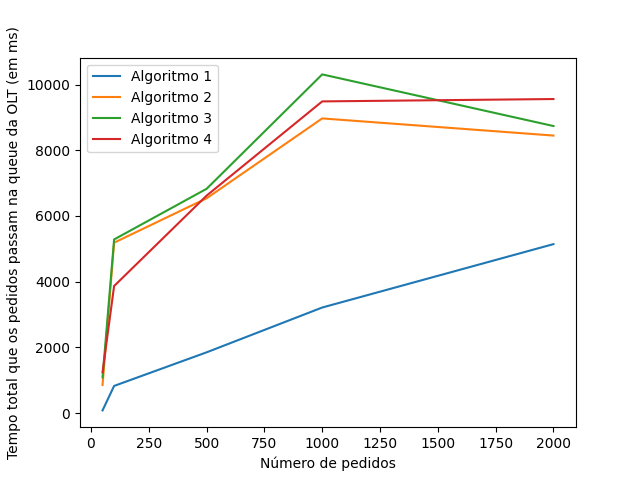 Tempo total que os pedidos passam na queue da OLT (em ms)
10000
8000
6000
4000
2000
0
Algoritmo 1
Algoritmo 2
Algoritmo 3
Algoritmo 4
0 250 500 750 1000 1250 1500 1750 2000
Número de pedidos